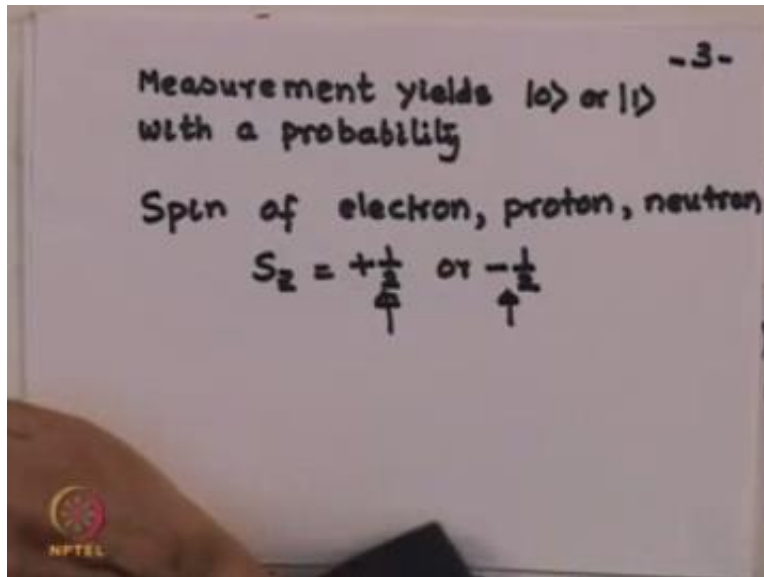 -3-
Measurement yields |0> or |1>
with a probability
Spin of electron, proton, neutron
Sz = +1/2 or -1/2
NPTEL